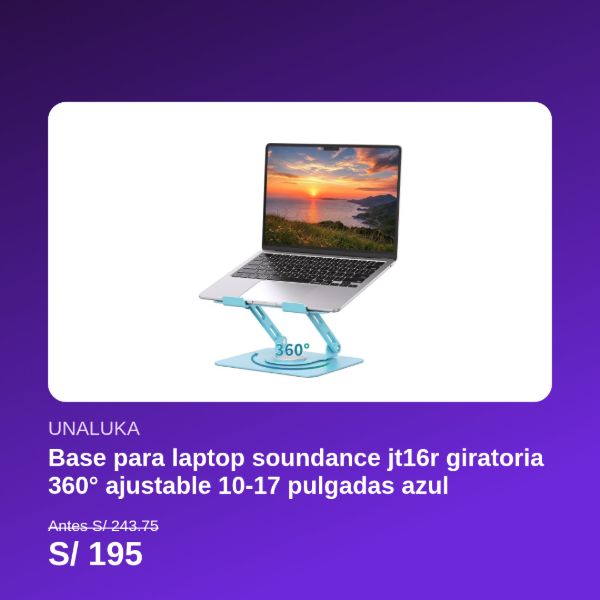 360°
UNALUKA
Base para laptop soundance jt16r giratoria
360° ajustable 10-17 pulgadas azul
Antes S/ 243.75
S/ 195